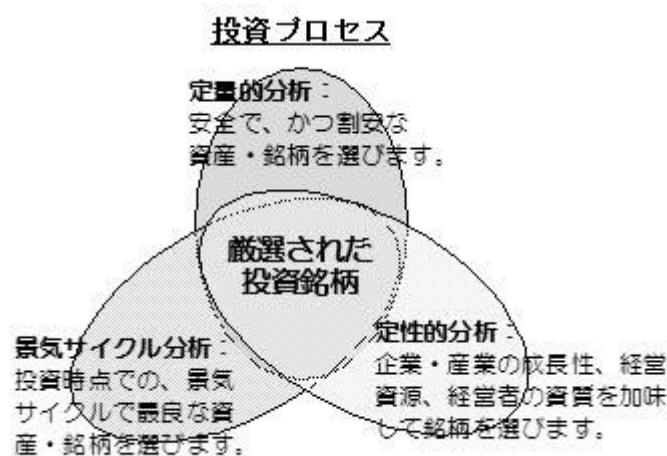 投資プロセス
定量的分析：
安全で、かつ割安な
資産・銘柄を選びます。
厳選された
投資銘柄
景気サイクル分析：
投資時点での、景気
サイクルで最良な資
産・銘柄を選びます。
定性的分析：
企業・産業の成長性、経営
資源、経営者の資質を加味
して銘柄を選びます。